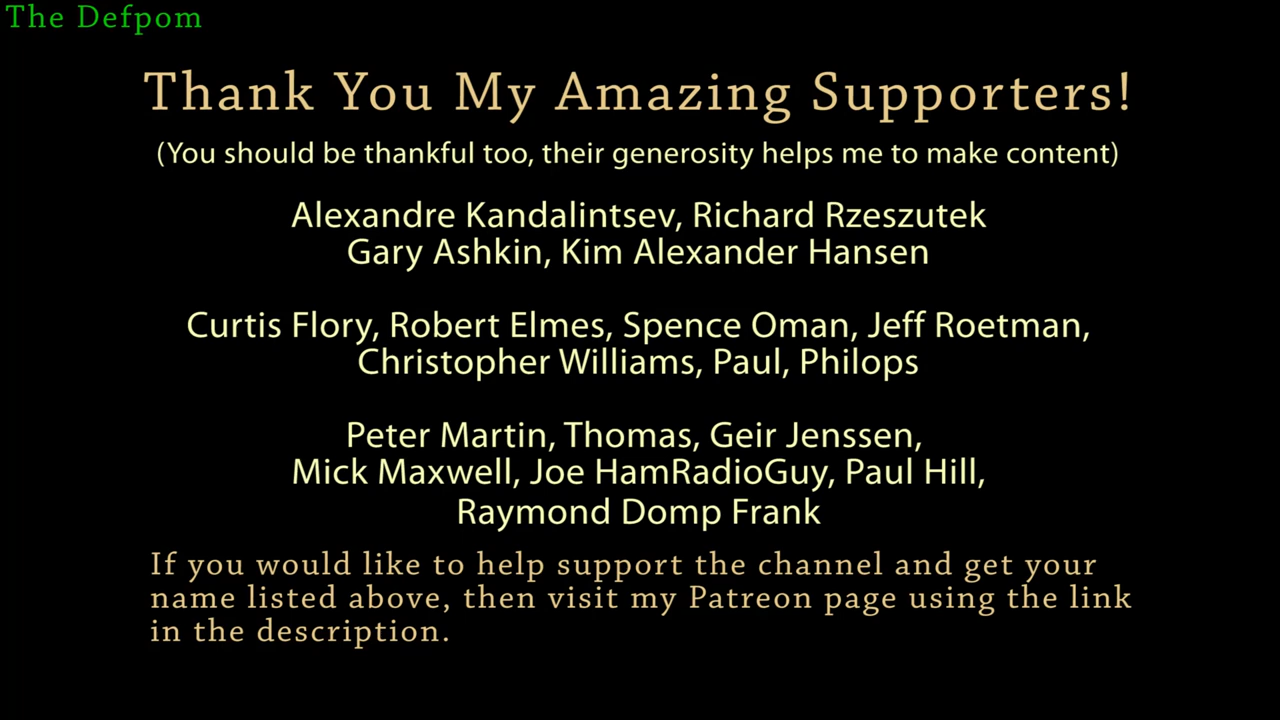 The Defpom
Thank You My Amazing Supporters!
(You should be thankful too, their generosity helps me to make content)
Alexandre Kandalintsev, Richard Rzeszutek
Gary Ashkin, Kim Alexander Hansen
Curtis Flory, Robert Elmes, Spence Oman, Jeff Roetman,
Christopher Williams, Paul, Philops
Peter Martin, Thomas, Geir Jenssen,
Mick Maxwell, Joe HamRadioGuy, Paul Hill,
Raymond Domp Frank
If you would like to help support the channel and get your
name listed above, then visit my Patreon page using the link
in the description.